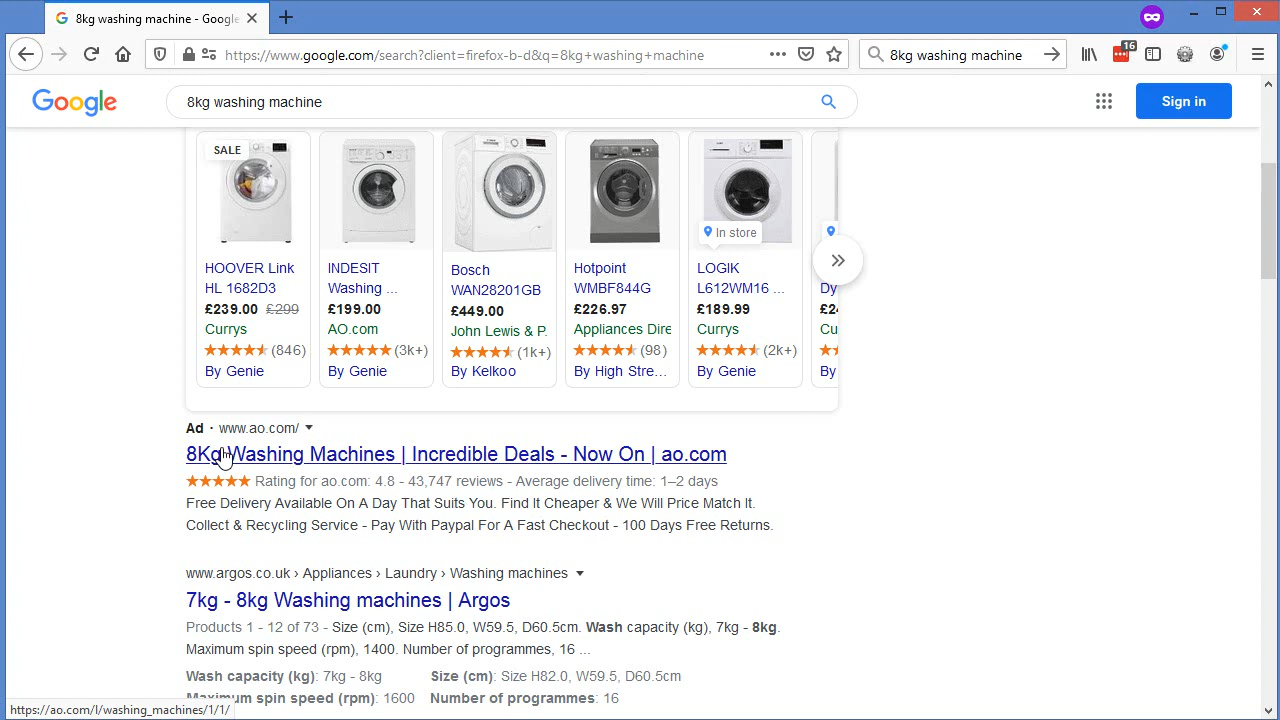 8kg washing machine - Google
https://www.google.com/search?client=firefox-b-d&q=8kg+washing+machine
8kg washing machine
16
Google
8kg washing machine
Sign in
SALE
In store
HOOVER Link
HL 1682D3
£239.00 £299
Currys
(846)
By Genie
INDESIT
Washing ...
£199.00
AO.com
(3k+)
By Genie
Bosch
WAN28201GB
£449.00
John Lewis & P.
(1k+)
By Kelkoo
Hotpoint
WMBF844G
£226.97
Appliances Dire
(98)
By High Stre...
LOGIK
L612WM16 ...
£189.99
Currys
(2k+)
By Genie
Dy
£2
Cu
By
Ad · www.ao.com/
8Kg Washing Machines | Incredible Deals - Now On | ao.com
Rating for ao.com: 4.8 - 43,747 reviews - Average delivery time: 1–2 days
Free Delivery Available On A Day That Suits You. Find It Cheaper & We Will Price Match It.
Collect & Recycling Service - Pay With Paypal For A Fast Checkout - 100 Days Free Returns.
www.argos.co.uk › Appliances › Laundry › Washing machines
7kg - 8kg Washing machines | Argos
Products 1 - 12 of 73 - Size (cm), Size H85.0, W59.5, D60.5cm. Wash capacity (kg), 7kg - 8kg.
Maximum spin speed (rpm), 1400. Number of programmes, 16 ...
Wash capacity (kg): 7kg - 8kg Size (cm): Size H82.0, W59.5, D60.5cm
Maximum spin speed (rpm): 1600 Number of programmes: 16
https://ao.com/l/washing_machines/1/1/